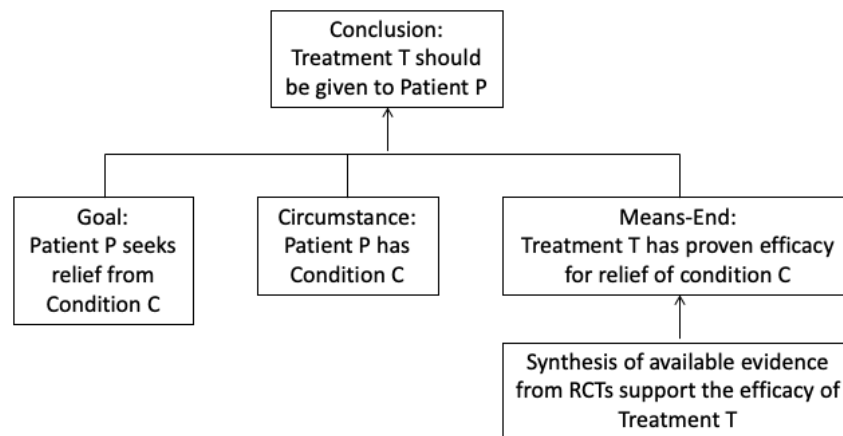 Conclusion:
Treatment T should
be given to Patient P
Goal:
Patient P seeks
relief from
Condition C
Circumstance:
Patient P has
Condition C
Means-End:
Treatment T has proven efficacy
for relief of condition C
Synthesis of available evidence
from RCTs support the efficacy of
Treatment T